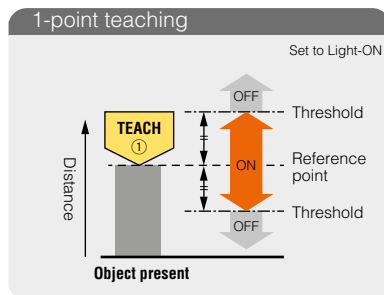 1-point teaching
Set to Light-ON
OFF
Threshold
TEACH
①
Distance
ON
Reference
point
Threshold
OFF
Object present